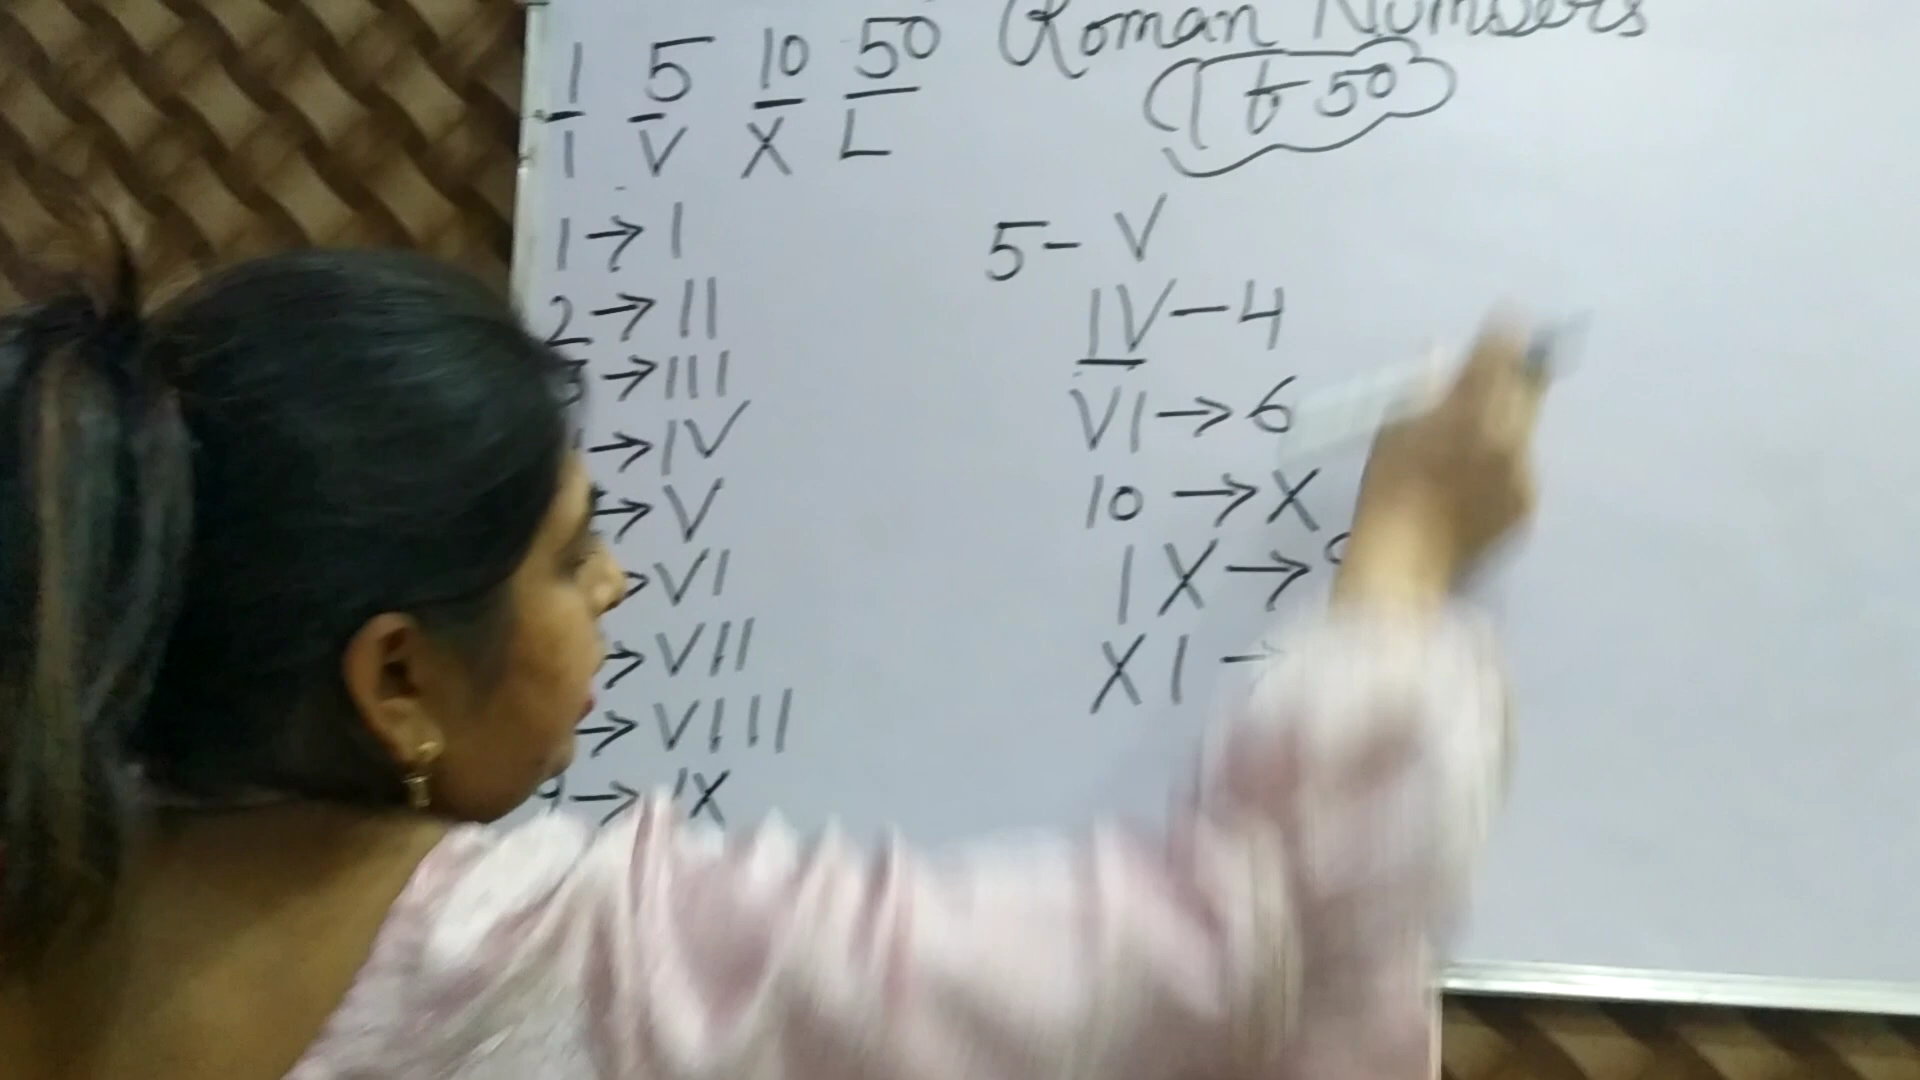 Roman Numbers
1 5 10 50
I V X L
1 to 50
1 → I
2 → II
3 → III
→ IV
→ V
→ VI
→ VII
→ VIII
9 → IX
5 - V
IV - 4
VI → 6
10 → X
IX →
XI →